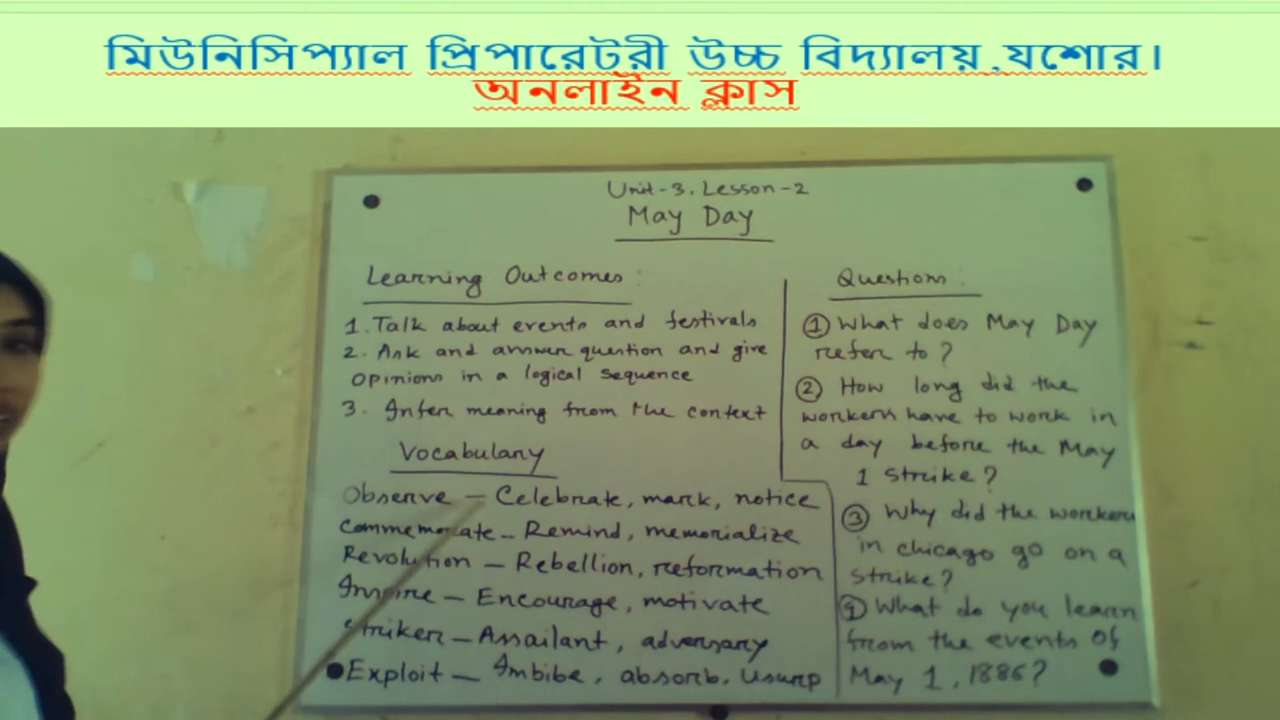 মিউনিসিপ্যাল প্রিপারেটরী উচ্চ বিদ্যালয়,যশোর।
অনলাইন ক্লাস
Unit-3, Lesson-2
May Day
Learning Outcomes:
1. Talk about events and festivals
2. Ask and answer question and give
opinions in a logical sequence
3. Infer meaning from the context
Vocabulary
Observe – Celebrate, mark, notice
Commemorate – Remind, memorialize
Revolution – Rebellion, reformation
Inspire – Encourage, motivate
Striker – Assailant, adversary
Exploit – Imbibe, absorb, Usurp
Questions:
① What does May Day
refer to?
② How long did the
workers have to work in
a day before the May
1 strike?
③ Why did the workers
in chicago go on a
strike?
④ What do you learn
from the events of
May 1, 1886?